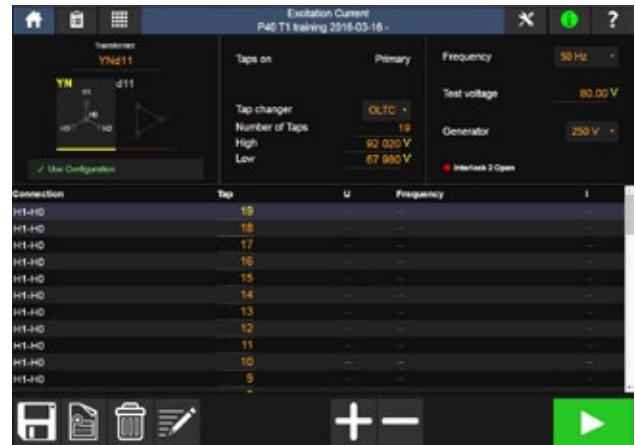 Excitation Current
P40 T1 training 2016-03-16 -
?
Transformer
YNd11
YN
d11
H1
H0
H3
H2
✓ Use Configuration
Taps on Primary
Tap changer OLTC
Number of Taps 19
High 92 020 V
Low 67 980 V
Frequency 50 Hz
Test voltage 80.00 V
Generator 250 V
Interlock 2 Open
Connection Tap U Frequency I
H1-H0 19
H1-H0 18
H1-H0 17
H1-H0 16
H1-H0 15
H1-H0 14
H1-H0 13
H1-H0 12
H1-H0 11
H1-H0 10
H1-H0 9